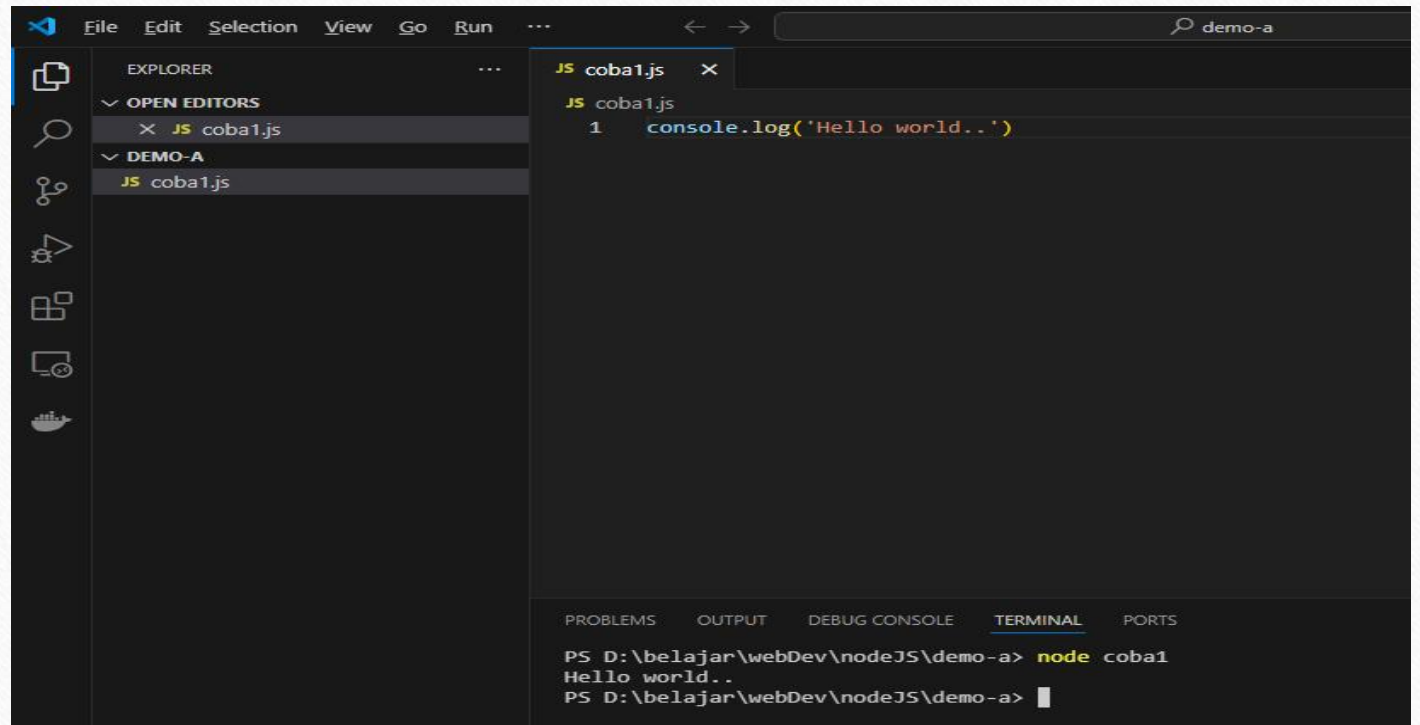 File Edit Selection View Go Run ··· ← → demo-a
EXPLORER ···
OPEN EDITORS
JS coba1.js
DEMO-A
JS coba1.js
JS coba1.js
JS coba1.js
1 console.log('Hello world..')
PROBLEMS OUTPUT DEBUG CONSOLE TERMINAL PORTS
PS D:\belajar\webDev\nodeJS\demo-a> node coba1
Hello world..
PS D:\belajar\webDev\nodeJS\demo-a>